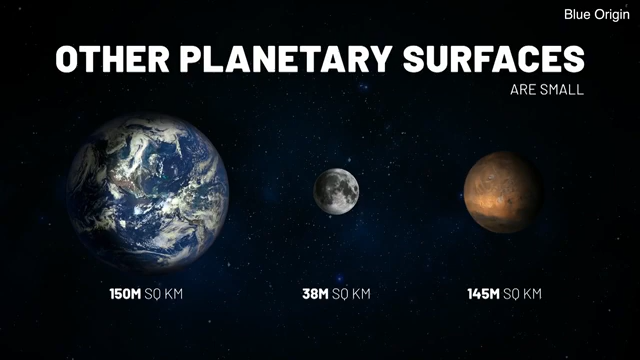 Blue Origin
OTHER PLANETARY SURFACES
ARE SMALL
150M SQ KM
38M SQ KM
145M SQ KM